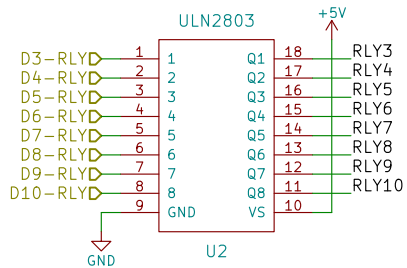 ULN2803
+5V
D3-RLY 1 1 Q1 18 RLY3
D4-RLY 2 2 Q2 17 RLY4
D5-RLY 3 3 Q3 16 RLY5
D6-RLY 4 4 Q4 15 RLY6
D7-RLY 5 5 Q5 14 RLY7
D8-RLY 6 6 Q6 13 RLY8
D9-RLY 7 7 Q7 12 RLY9
D10-RLY 8 8 Q8 11 RLY10
9 GND VS 10
U2
GND